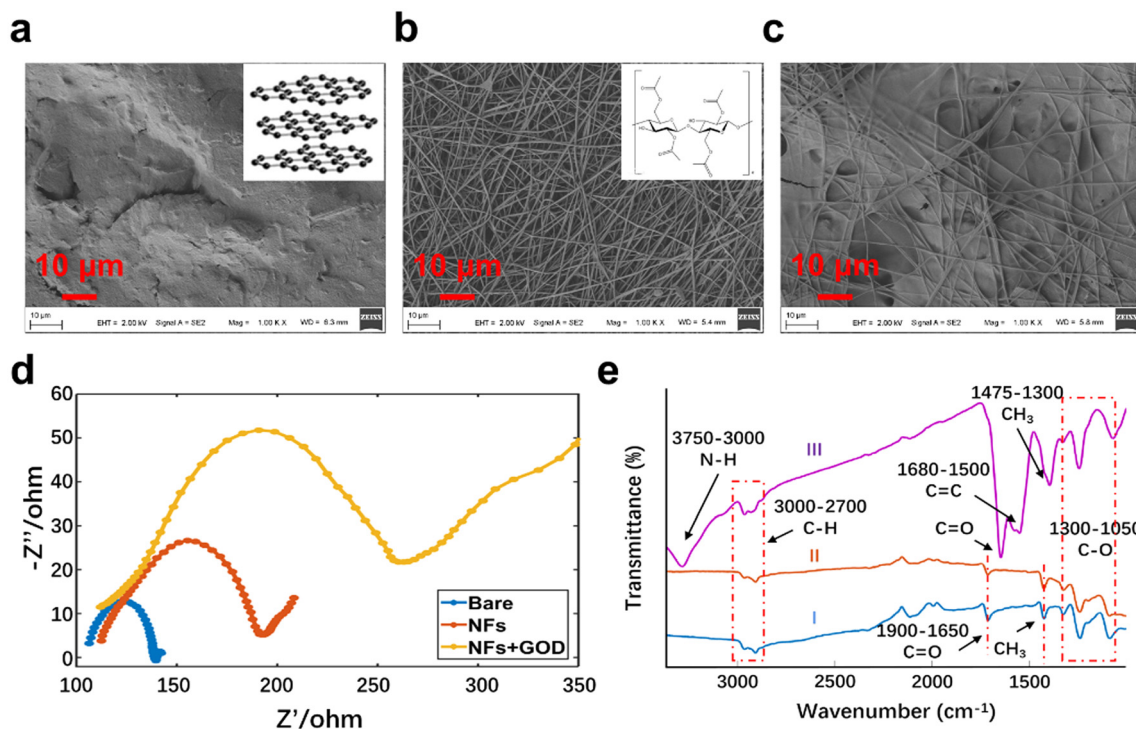 a
b
c
10 μm
10 μm
10 μm
10 μm
EHT = 2.00 kV
Signal A = SE2
Mag = 1.00 K X
WD = 6.3 mm
ZEISS
10 μm
EHT = 2.00 kV
Signal A = SE2
Mag = 1.00 K X
WD = 5.4 mm
ZEISS
10 μm
EHT = 2.00 kV
Signal A = SE2
Mag = 1.00 K X
WD = 5.8 mm
ZEISS
d
60
50
40
30
20
10
0
-Z''/ohm
Bare
NFs
NFs+GOD
100
150
200
250
300
350
Z'/ohm
e
Transmittance (%)
3750-3000
N-H
III
3000-2700
C-H
1475-1300
CH₃
1680-1500
C=C
C=O
1300-1050
C-O
II
I
1900-1650
C=O
CH₃
3000
2500
2000
1500
Wavenumber (cm⁻¹)